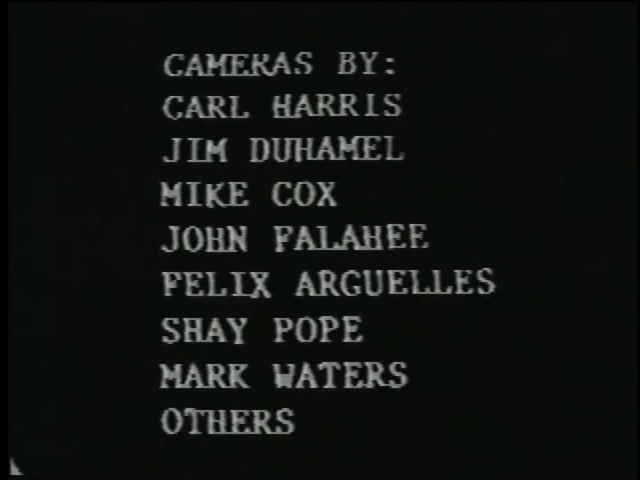 CAMERAS BY:
CARL HARRIS
JIM DUHAMEL
MIKE COX
JOHN FALAHEE
FELIX ARGUELLES
SHAY POPE
MARK WATERS
OTHERS